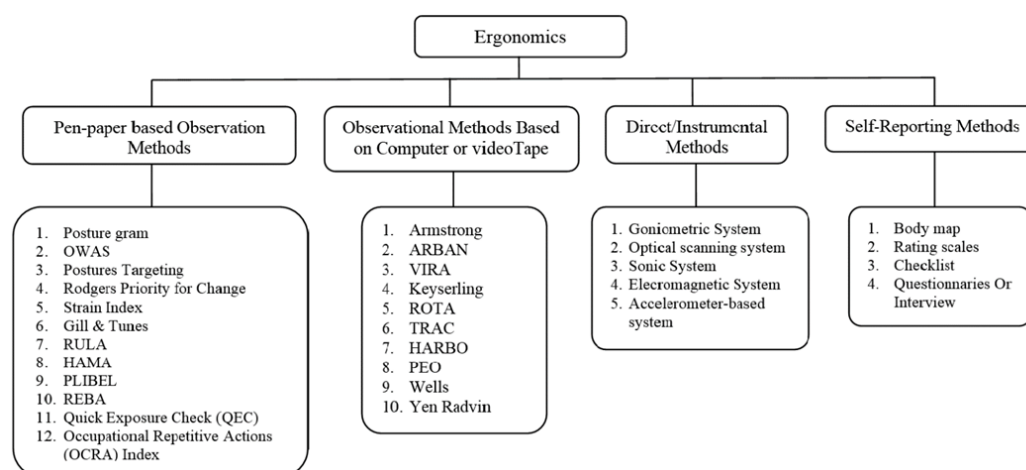 Ergonomics
Pen-paper based Observation
Methods
1. Posture gram
2. OWAS
3. Postures Targeting
4. Rodgers Priority for Change
5. Strain Index
6. Gill & Tunes
7. RULA
8. HAMA
9. PLIBEL
10. REBA
11. Quick Exposure Check (QEC)
12. Occupational Repetitive Actions
(OCRA) Index
Observational Methods Based
on Computer or videoTape
1. Armstrong
2. ARBAN
3. VIRA
4. Keyserling
5. ROTA
6. TRAC
7. HARBO
8. PEO
9. Wells
10. Yen Radvin
Direct/Instrumental
Methods
1. Goniometric System
2. Optical scanning system
3. Sonic System
4. Elecromagnetic System
5. Accelerometer-based
system
Self-Reporting Methods
1. Body map
2. Rating scales
3. Checklist
4. Questionnaries Or
Interview